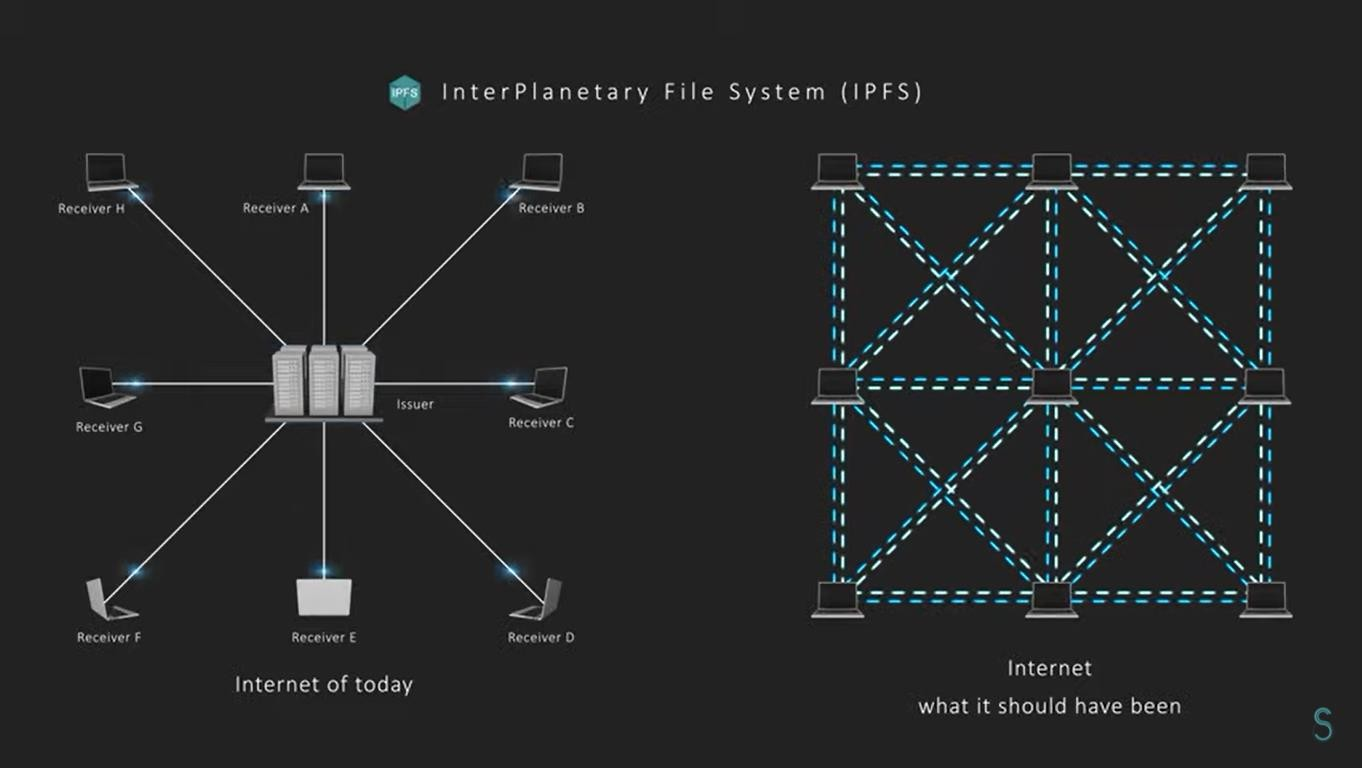 IPFS
InterPlanetary File System (IPFS)
Receiver H
Receiver A
Receiver B
Receiver G
Issuer
Receiver C
Receiver F
Receiver E
Receiver D
Internet of today
Internet
what it should have been
S